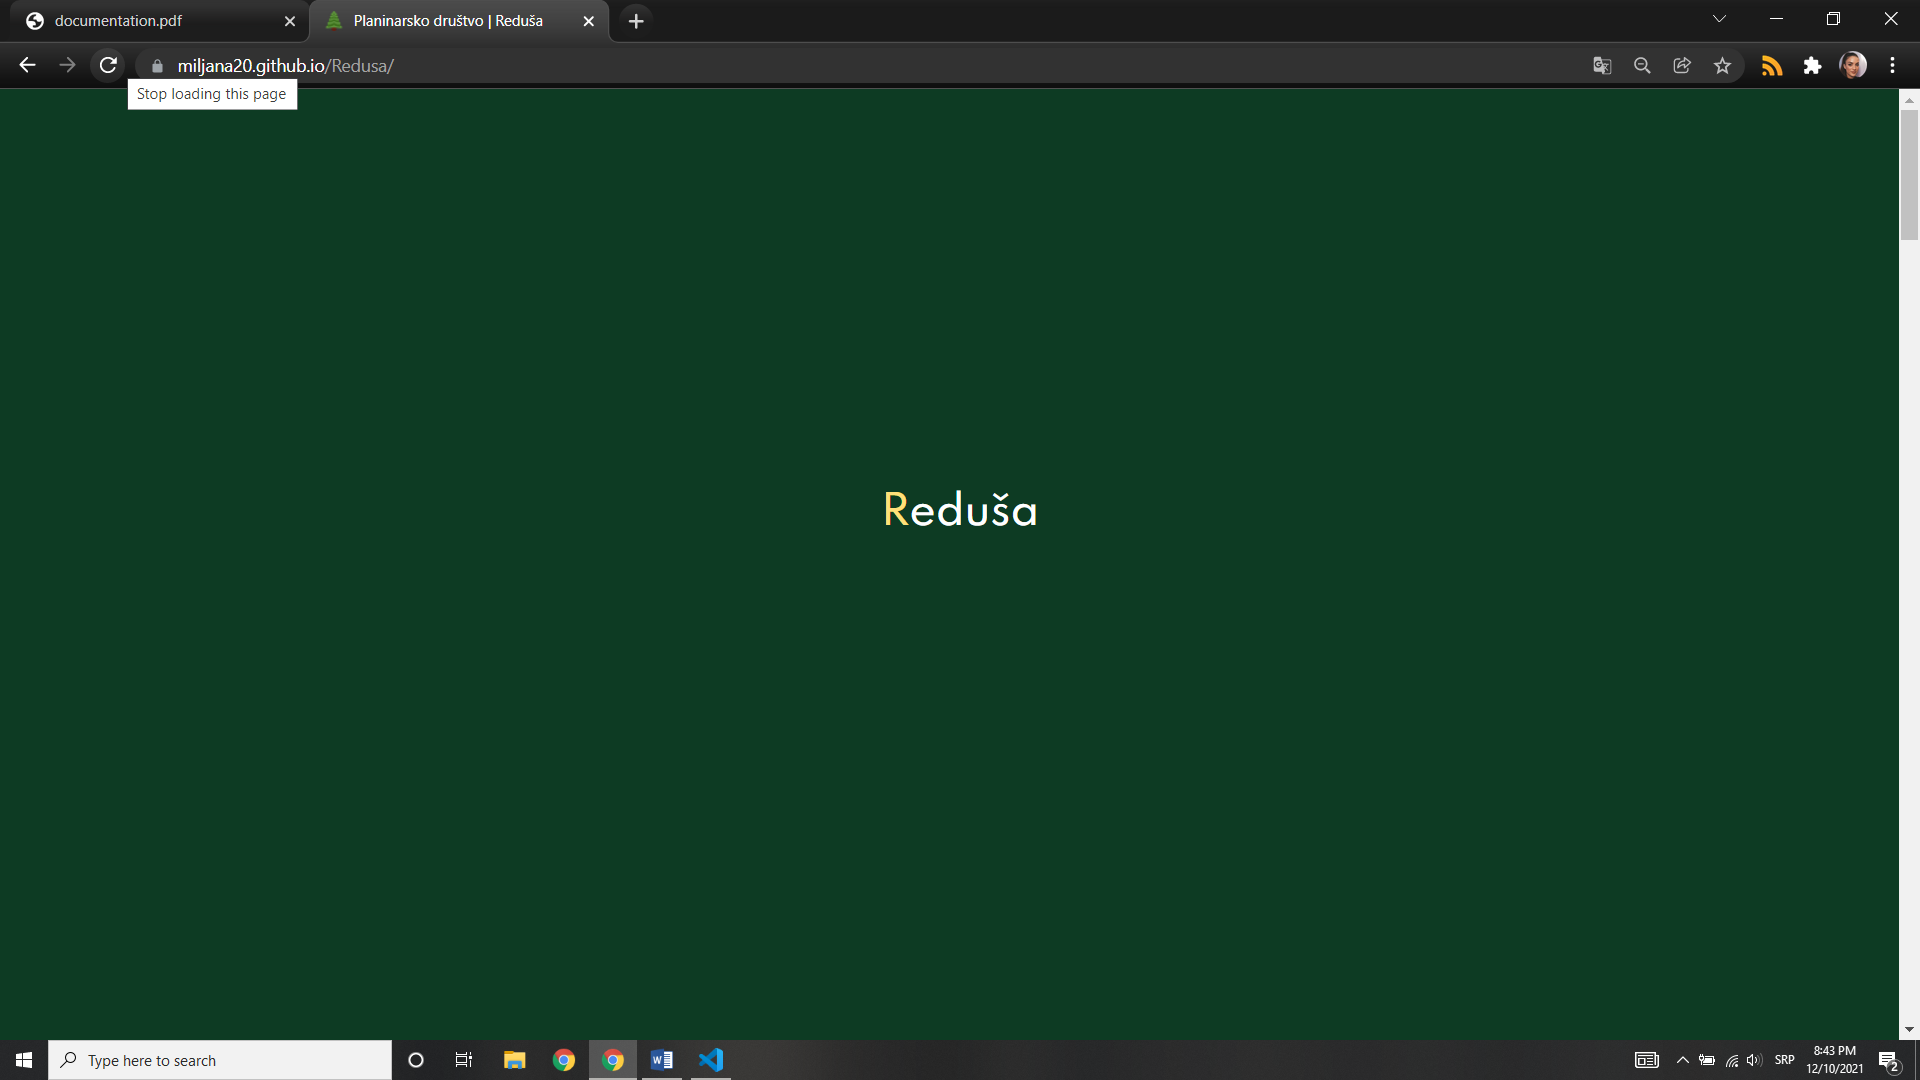 documentation.pdf
Planinarsko društvo | Reduša
miljana20.github.io/Redusa/
Stop loading this page
Reduša
Type here to search
SRP
8:43 PM
12/10/2021
2